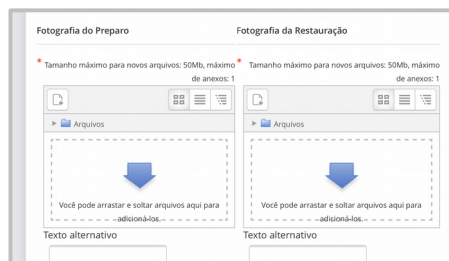 Fotografia do Preparo
Fotografia da Restauração
* Tamanho máximo para novos arquivos: 50Mb, máximo
de anexos: 1
* Tamanho máximo para novos arquivos: 50Mb, máximo
de anexos: 1
Arquivos
Arquivos
Você pode arrastar e soltar arquivos aqui para
adicioná-los.
Você pode arrastar e soltar arquivos aqui para
adicioná-los.
Texto alternativo
Texto alternativo